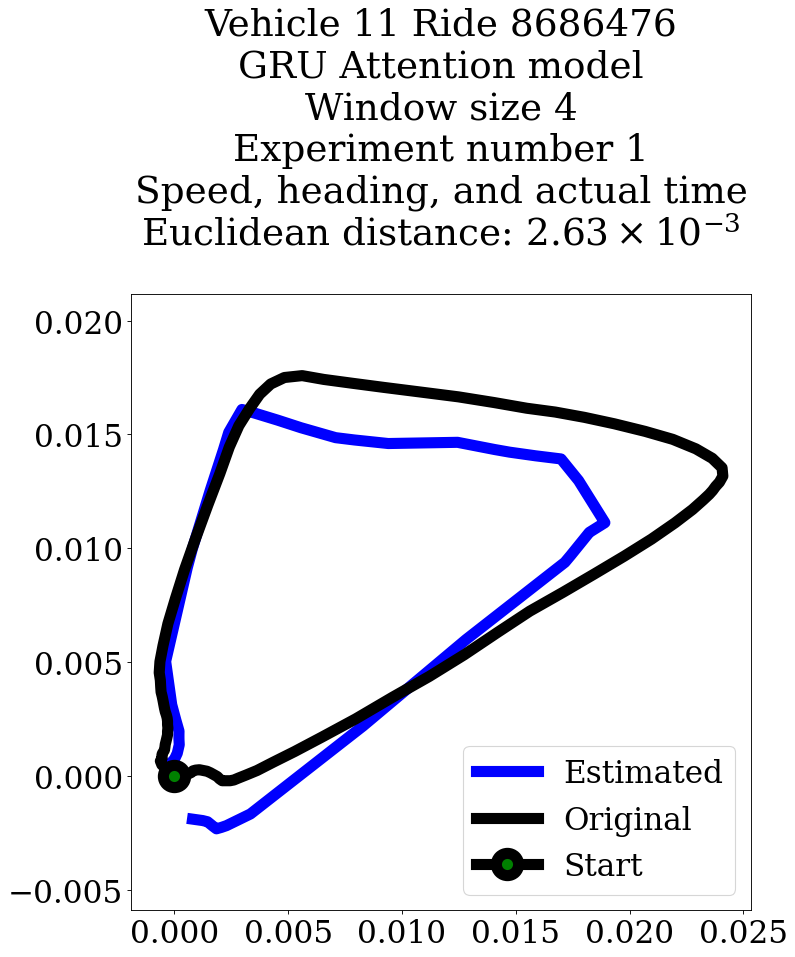 Vehicle 11 Ride 8686476
GRU Attention model
Window size 4
Experiment number 1
Speed, heading, and actual time
Euclidean distance: 2.63 × 10⁻³
0.020
0.015
0.010
0.005
0.000
−0.005
Estimated
Original
Start
0.000 0.005 0.010 0.015 0.020 0.025